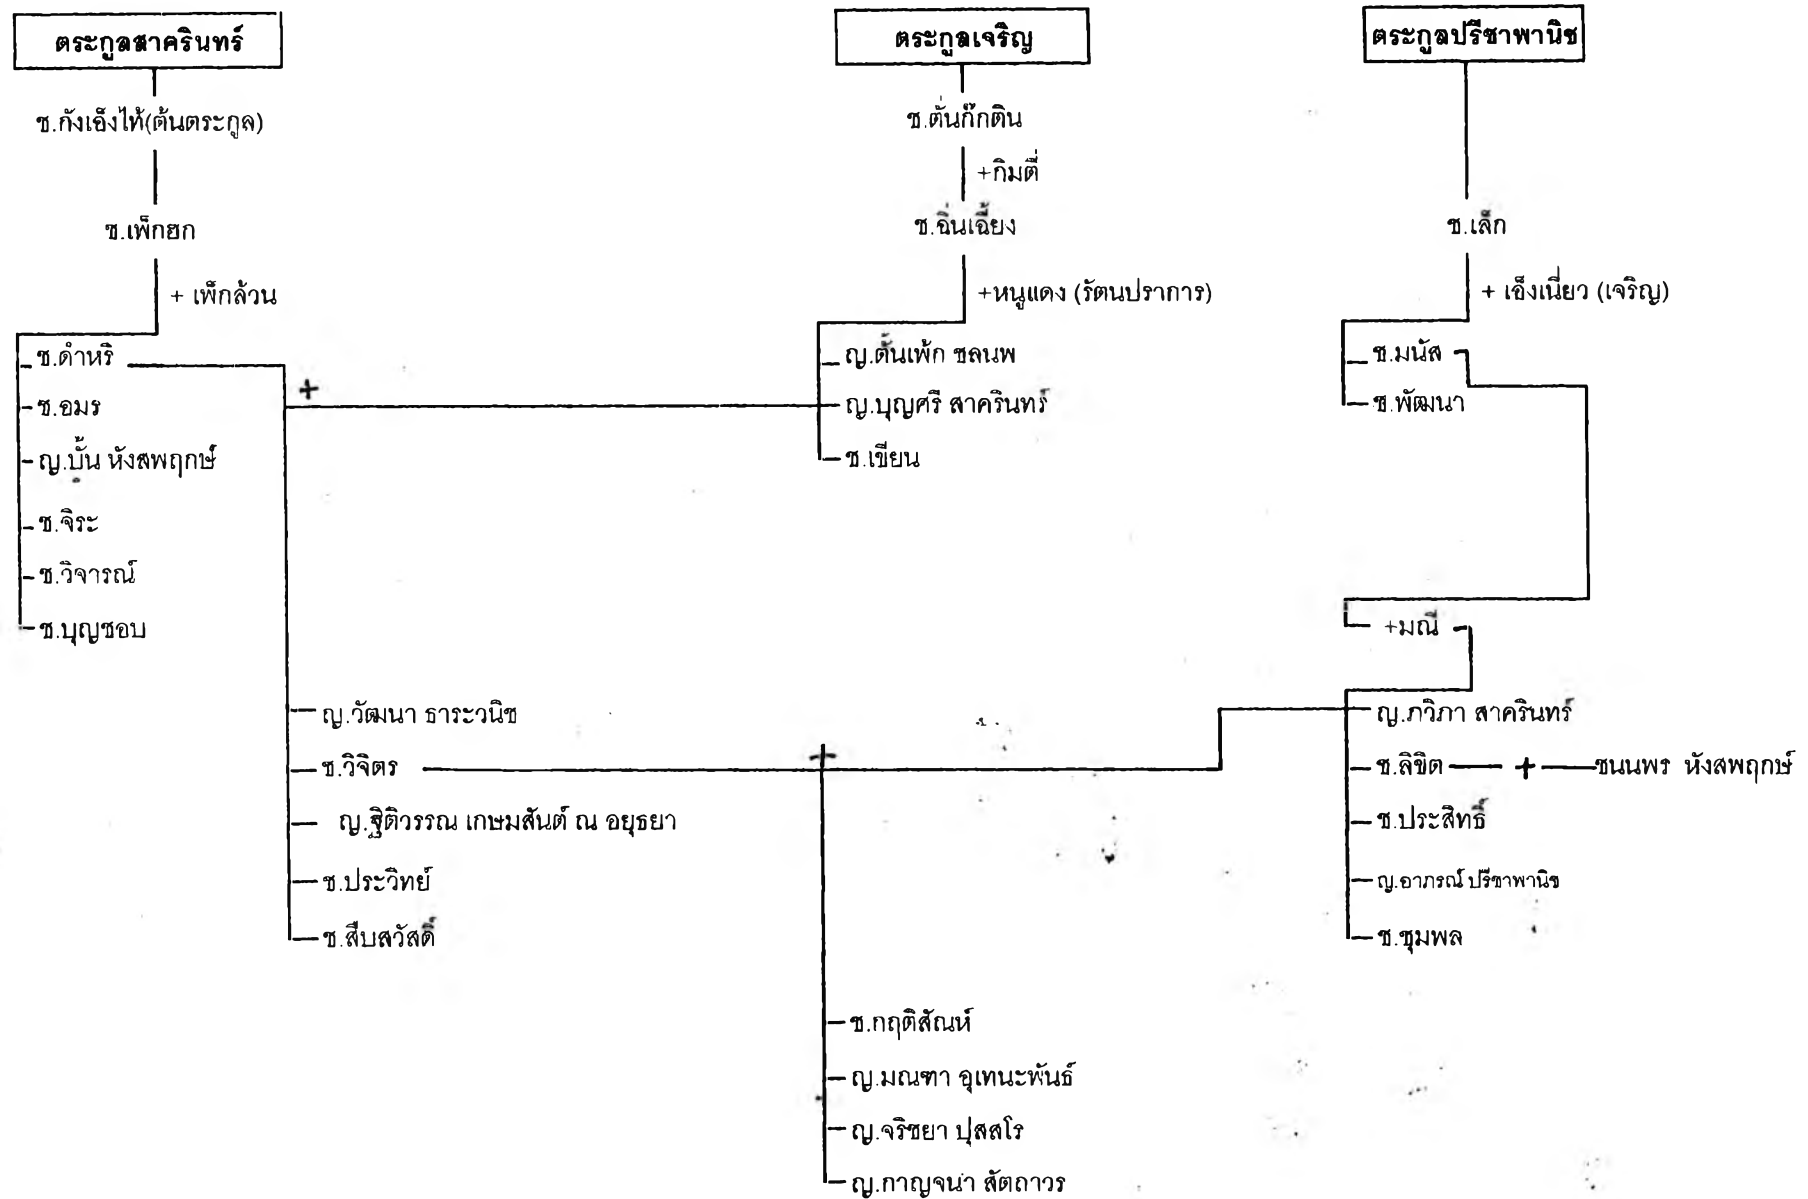 ตระกูลสาครินทร์
ช.กังเอ็งไท้(ต้นตระกูล)
ช.เพ็กฮก
+ เพ็กล้วน
ช.ดำหริ
ช.อมร
ญ.บั้น หังสพฤกษ์
ช.จิระ
ช.วิจารณ์
ช.บุญชอบ
ญ.วัฒนา ธาระวนิช
ช.วิจิตร
ญ.ฐิติวรรณ เกษมสันต์ ณ อยุธยา
ช.ประวิทย์
ช.สืบสวัสดิ์
ตระกูลเจริญ
ช.ตั่นก๊กติน
+กิมตี่
ช.ฉิ่นเฉี้ยง
+หนูแดง (รัตนปราการ)
+
ญ.ตั้นเพ้ก ชลนพ
ญ.บุญศรี สาครินทร์
ช.เขียน
+
ช.กฤติสัณห์
ญ.มณฑา อุเทนะพันธ์
ญ.จริชยา ปุสสโร
ญ.กาญจนา สัตถาวร
ตระกูลปรีชาพานิช
ช.เล็ก
+ เอ็งเนี่ยว (เจริญ)
ช.มนัส
ช.พัฒนา
+มณี
ญ.ภวิภา สาครินทร์
ช.ลิขิต + ชนนพร หังสพฤกษ์
ช.ประสิทธิ์
ญ.อาภรณ์ ปรีชาพานิช
ช.ชุมพล